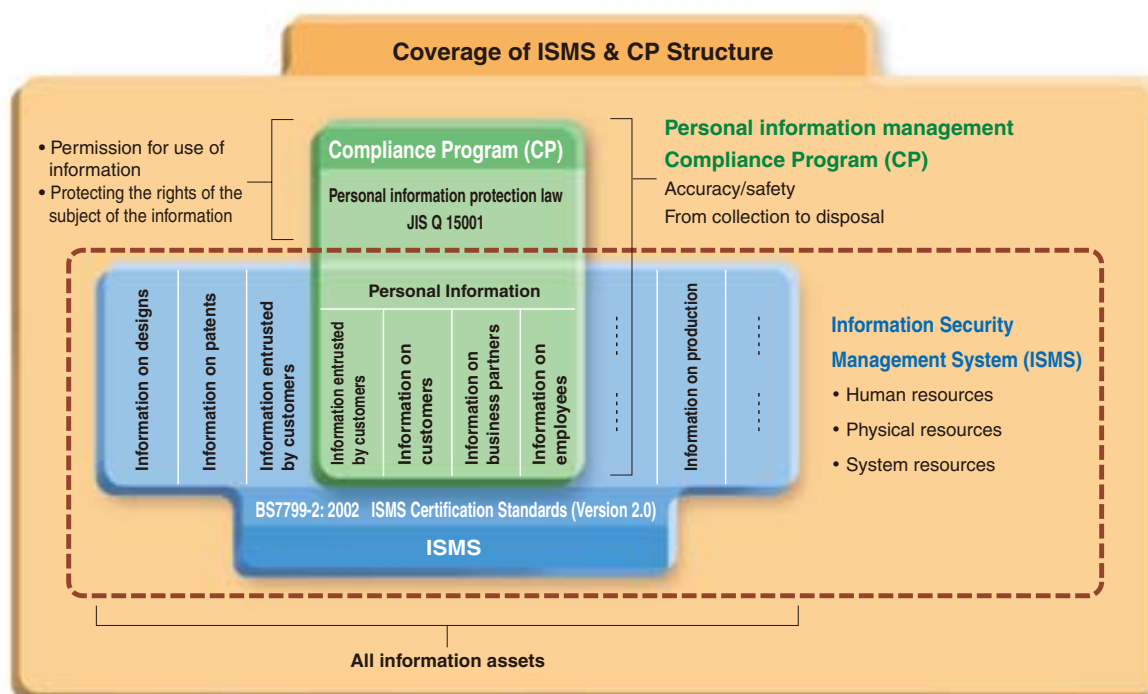 Coverage of ISMS & CP Structure
• Permission for use of
information
• Protecting the rights of the
subject of the information
Compliance Program (CP)
Personal information protection law
JIS Q 15001
Personal information management
Compliance Program (CP)
Accuracy/safety
From collection to disposal
Information on designs
Information on patents
Information entrusted
by customers
Personal Information
Information entrusted
by customers
Information on
customers
Information on
business partners
Information on
employees
Information on production
BS7799-2: 2002 ISMS Certification Standards (Version 2.0)
ISMS
Information Security
Management System (ISMS)
• Human resources
• Physical resources
• System resources
All information assets